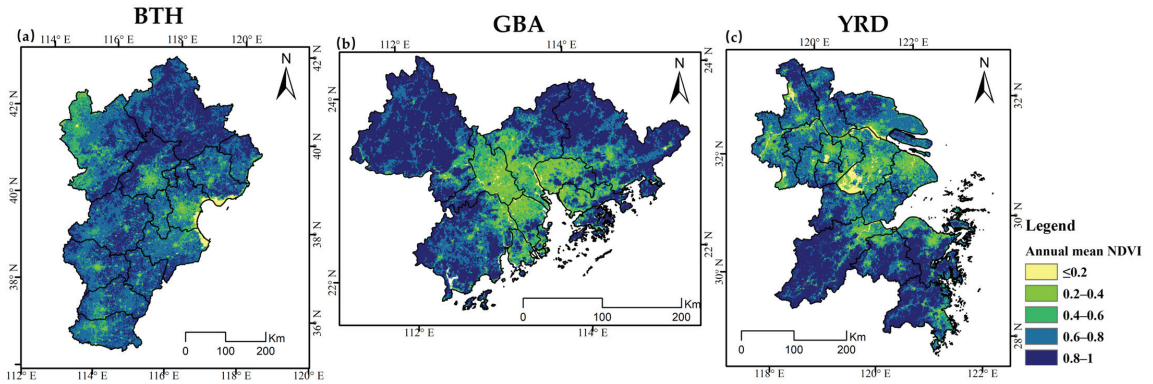 BTH
GBA
YRD
(a)
114° E
116° E
118° E
120° E
N
42° N
40° N
38° N
42° N
40° N
38° N
36° N
112° E
114° E
116° E
118° E
120° E
0 100 200
Km
(b)
112° E
114° E
N
24° N
22° N
24° N
22° N
112° E
114° E
0 100 200
Km
(c)
120° E
122° E
N
32° N
30° N
32° N
30° N
28° N
118° E
120° E
122° E
0 100 200
Km
Legend
Annual mean NDVI
≤0.2
0.2–0.4
0.4–0.6
0.6–0.8
0.8–1